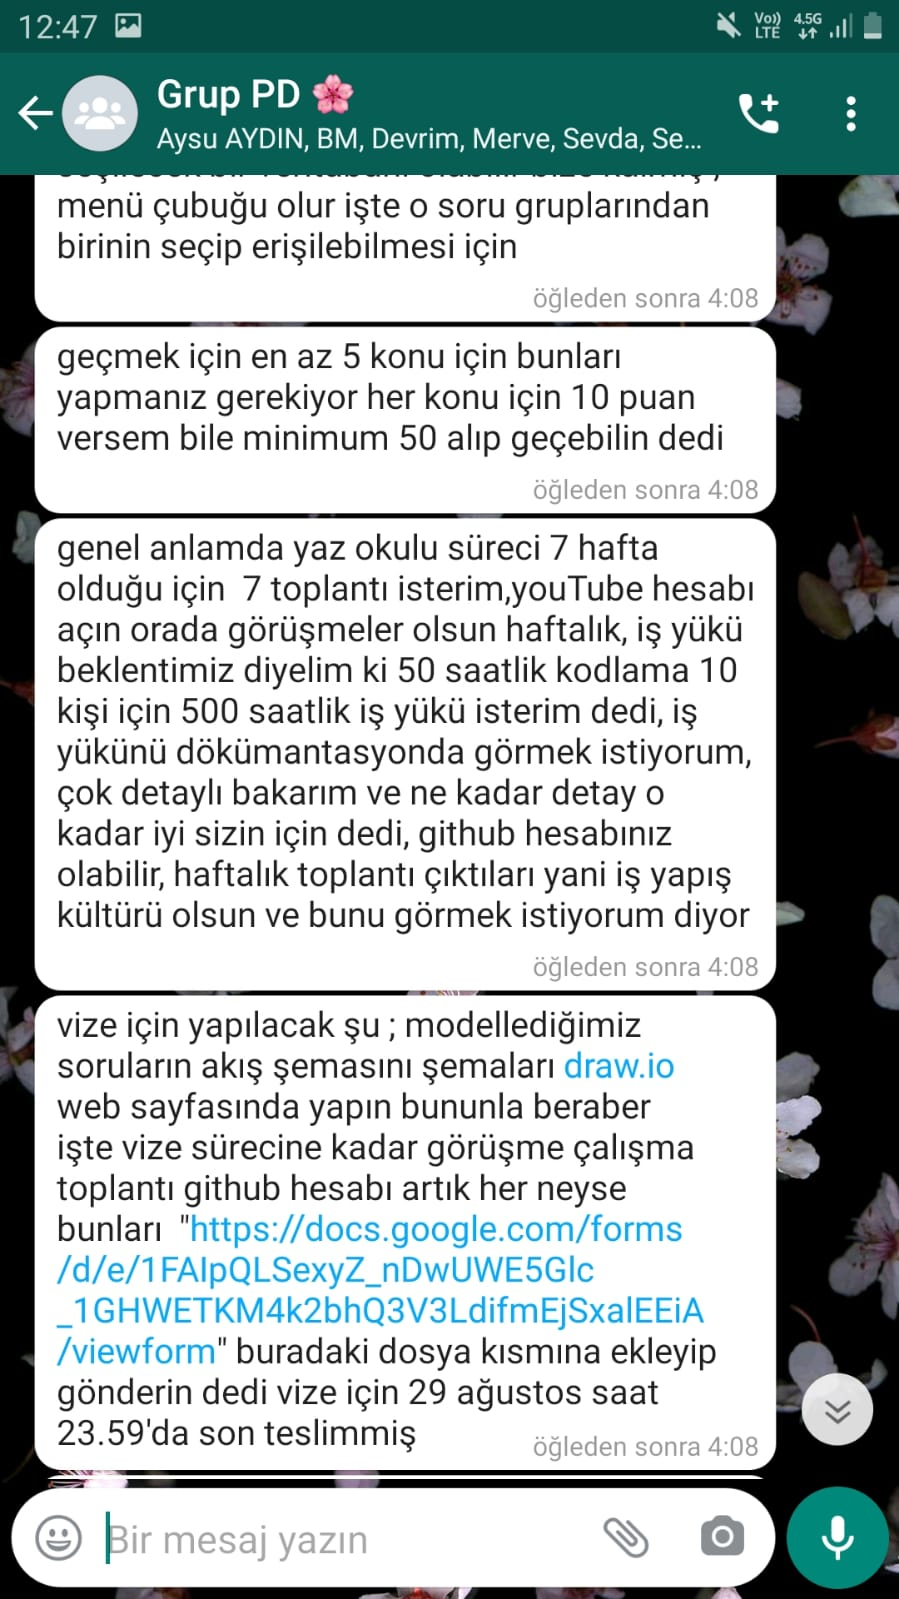 12:47
Vo)) LTE 4.5G
Grup PD
Aysu AYDIN, BM, Devrim, Merve, Sevda, Se...
menü çubuğu olur işte o soru gruplarından
birinin seçip erişilebilmesi için
öğleden sonra 4:08
geçmek için en az 5 konu için bunları
yapmanız gerekiyor her konu için 10 puan
versem bile minimum 50 alıp geçebilin dedi
öğleden sonra 4:08
genel anlamda yaz okulu süreci 7 hafta
olduğu için 7 toplantı isterim,youTube hesabı
açın orada görüşmeler olsun haftalık, iş yükü
beklentimiz diyelim ki 50 saatlik kodlama 10
kişi için 500 saatlik iş yükü isterim dedi, iş
yükünü dökümantasyonda görmek istiyorum,
çok detaylı bakarım ve ne kadar detay o
kadar iyi sizin için dedi, github hesabınız
olabilir, haftalık toplantı çıktıları yani iş yapış
kültürü olsun ve bunu görmek istiyorum diyor
öğleden sonra 4:08
vize için yapılacak şu ; modellediğimiz
soruların akış şemasını şemaları draw.io
web sayfasında yapın bununla beraber
işte vize sürecine kadar görüşme çalışma
toplantı github hesabı artık her neyse
bunları "https://docs.google.com/forms
/d/e/1FAIpQLSexyZ_nDwUWE5Glc
_1GHWETKM4k2bhQ3V3LdifmEjSxalEEiA
/viewform" buradaki dosya kısmına ekleyip
gönderin dedi vize için 29 ağustos saat
23.59'da son teslimmiş
öğleden sonra 4:08
Bir mesaj yazın